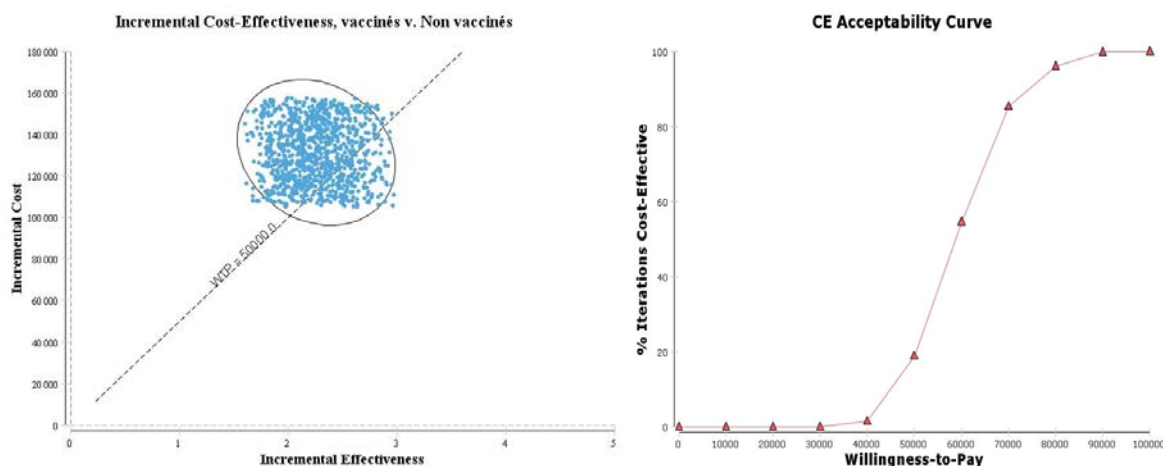 Incremental Cost-Effectiveness, vaccinés v. Non vaccinés
180 000
160 000
140 000
120 000
100 000
80 000
60 000
40 000
20 000
0
Incremental Cost
WTP = 50000.0
0 1 2 3 4 5
Incremental Effectiveness
CE Acceptability Curve
100
80
60
40
20
0
% Iterations Cost-Effective
0 10000 20000 30000 40000 50000 60000 70000 80000 90000 100000
Willingness-to-Pay